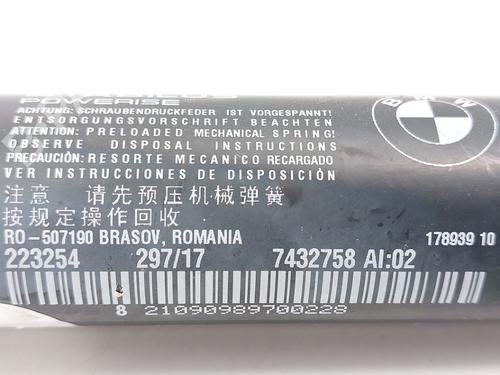 POWERISE
ACHTUNG: SCHRAUBENDRUCKFEDER IST VORGESPANNT!
ENTSORGUNGSVORSCHRIFT BEACHTEN
ATTENTION: PRELOADED MECHANICAL SPRING!
OBSERVE DISPOSAL INSTRUCTIONS
PRECAUCIÓN: RESORTE MECANICO RECARGADO
VER INSTRUCCIONES DE DISPOSICIÓN
注意 请先预压机械弹簧
按规定操作回收
RO-507190 BRASOV, ROMANIA
178939 10
223254 297/17 7432758 AI:02
8 21090989700228
BMW